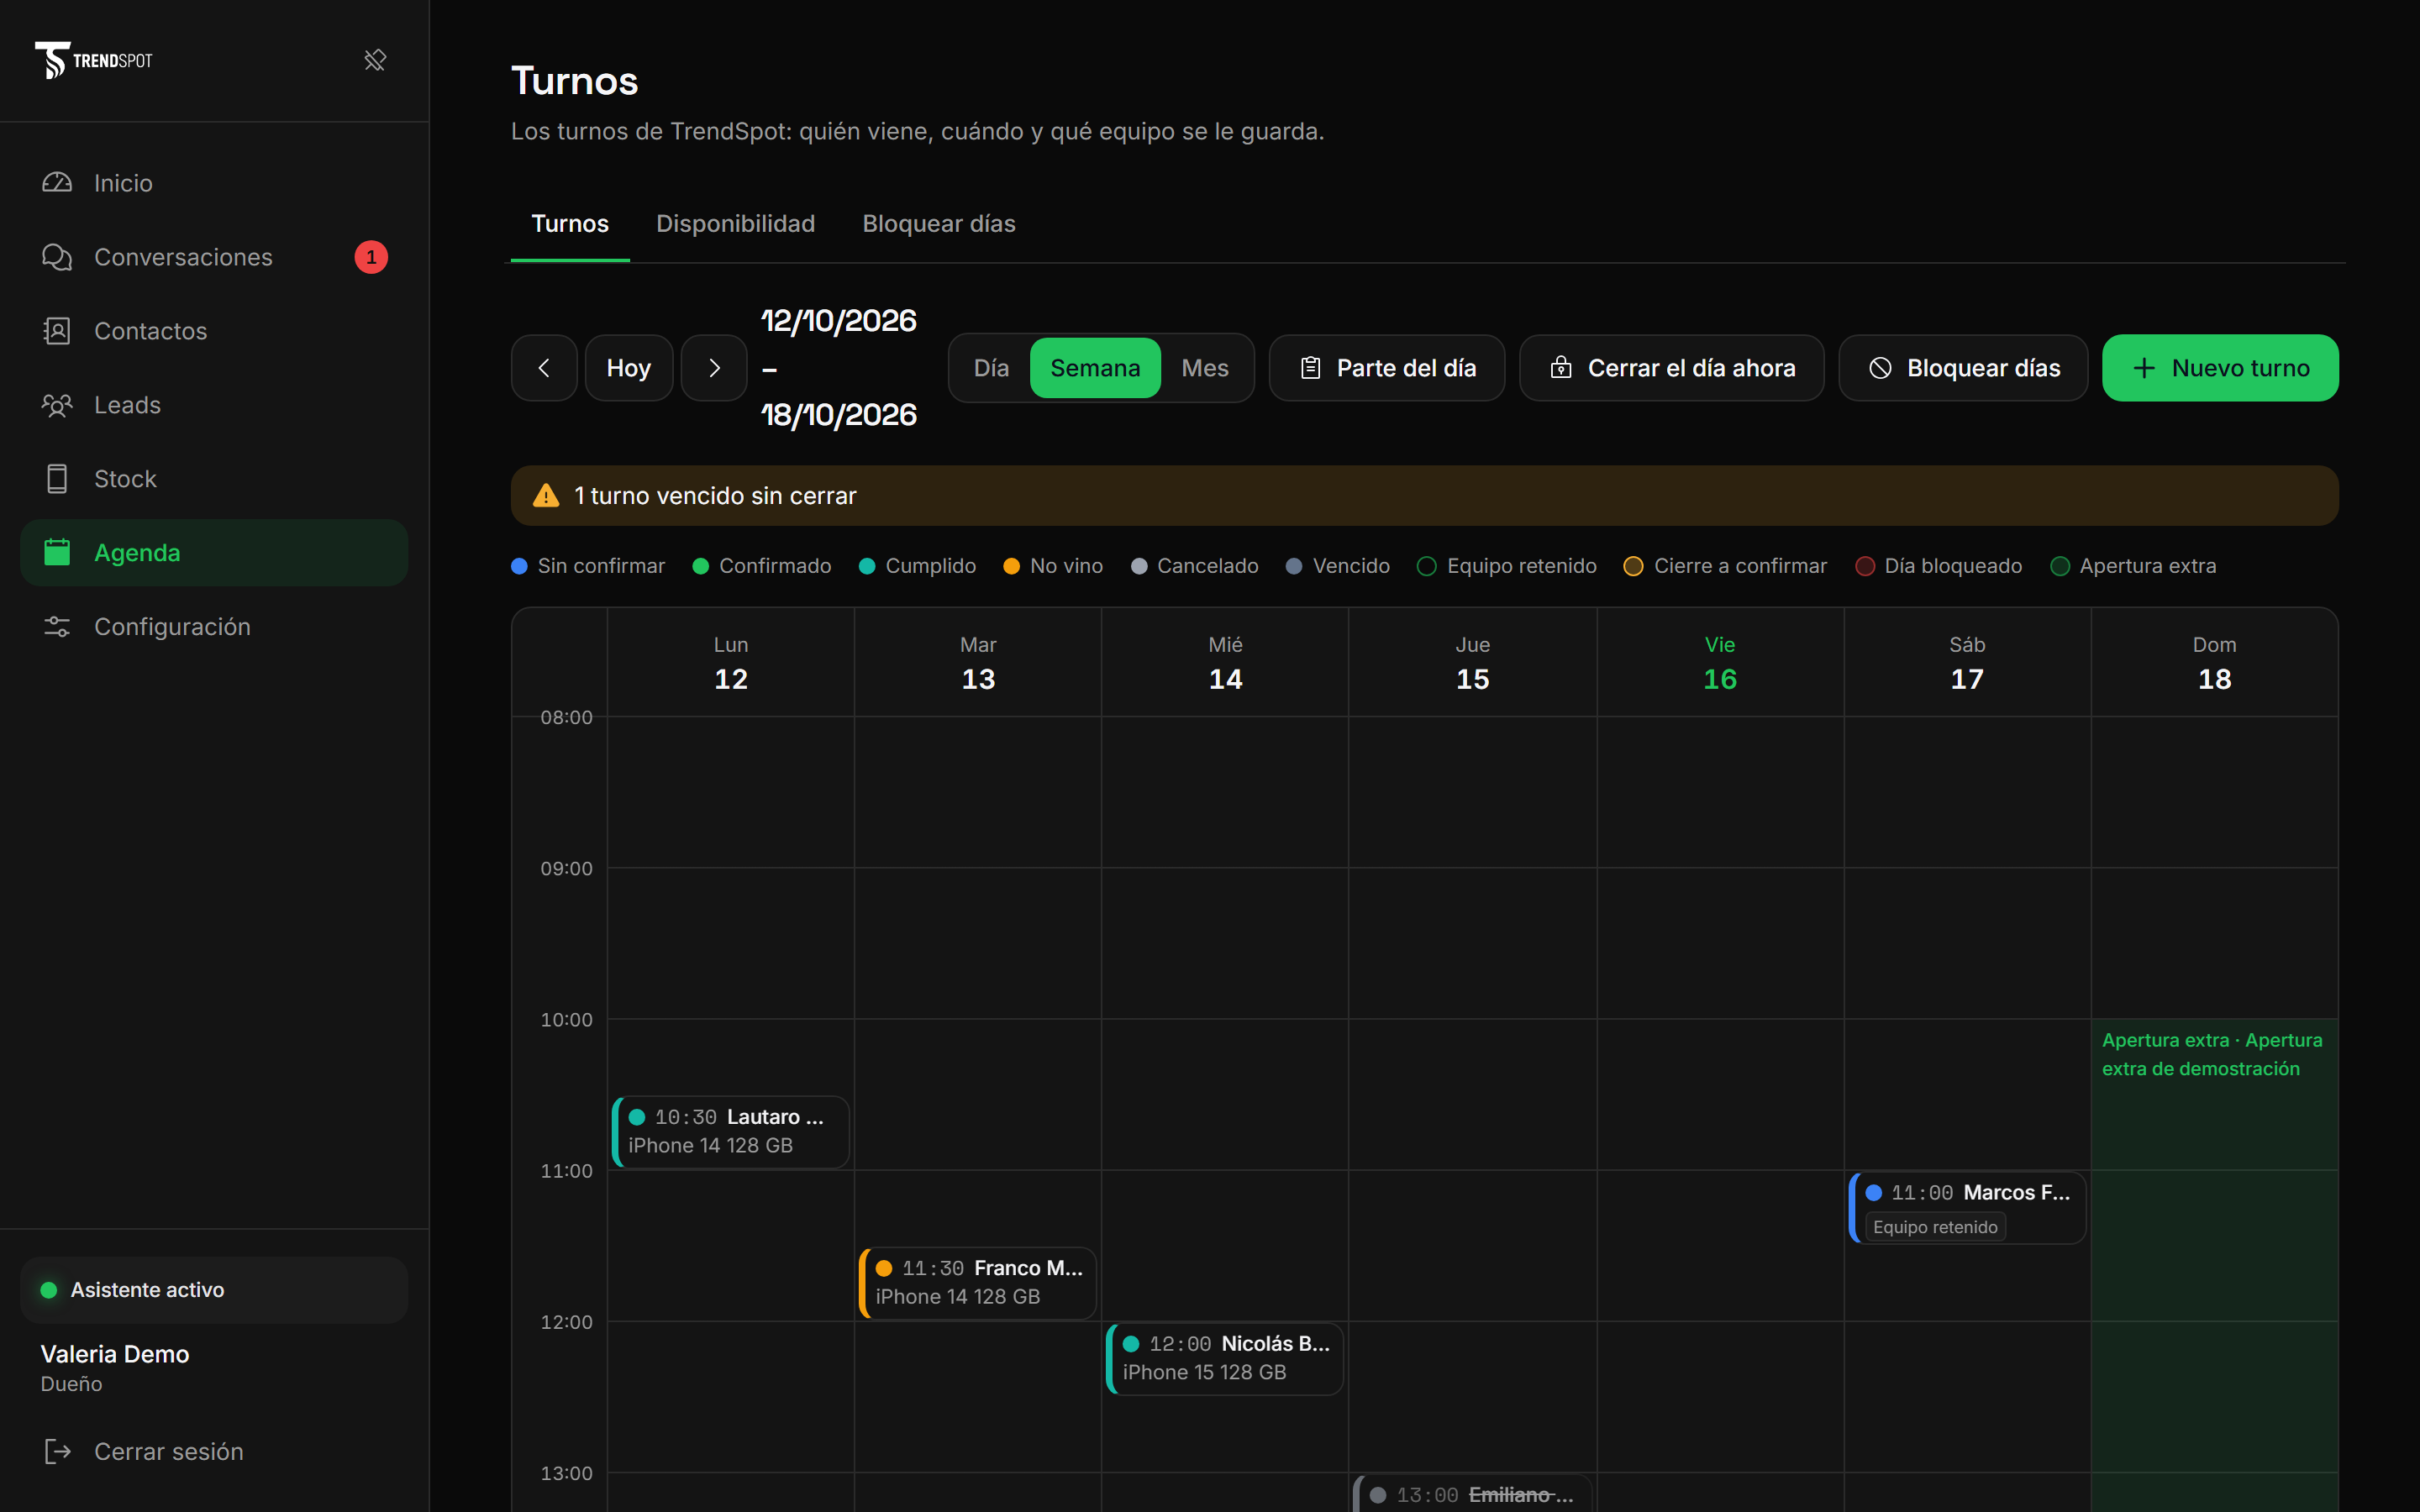 TRENDSPOT
Inicio
Conversaciones 1
Contactos
Leads
Stock
Agenda
Configuración
Asistente activo
Valeria Demo
Dueño
Cerrar sesión
Turnos
Los turnos de TrendSpot: quién viene, cuándo y qué equipo se le guarda.
Turnos Disponibilidad Bloquear días
Hoy
12/10/2026
–
18/10/2026
Día Semana Mes
Parte del día
Cerrar el día ahora
Bloquear días
Nuevo turno
1 turno vencido sin cerrar
Sin confirmar Confirmado Cumplido No vino Cancelado Vencido Equipo retenido Cierre a confirmar Día bloqueado Apertura extra
Lun Mar Mié Jue Vie Sáb Dom
12 13 14 15 16 17 18
08:00
09:00
10:00
Apertura extra · Apertura
extra de demostración
10:30 Lautaro ...
iPhone 14 128 GB
11:00
11:00 Marcos F...
Equipo retenido
11:30 Franco M...
iPhone 14 128 GB
12:00
12:00 Nicolás B...
iPhone 15 128 GB
13:00
13:00 Emiliano ...